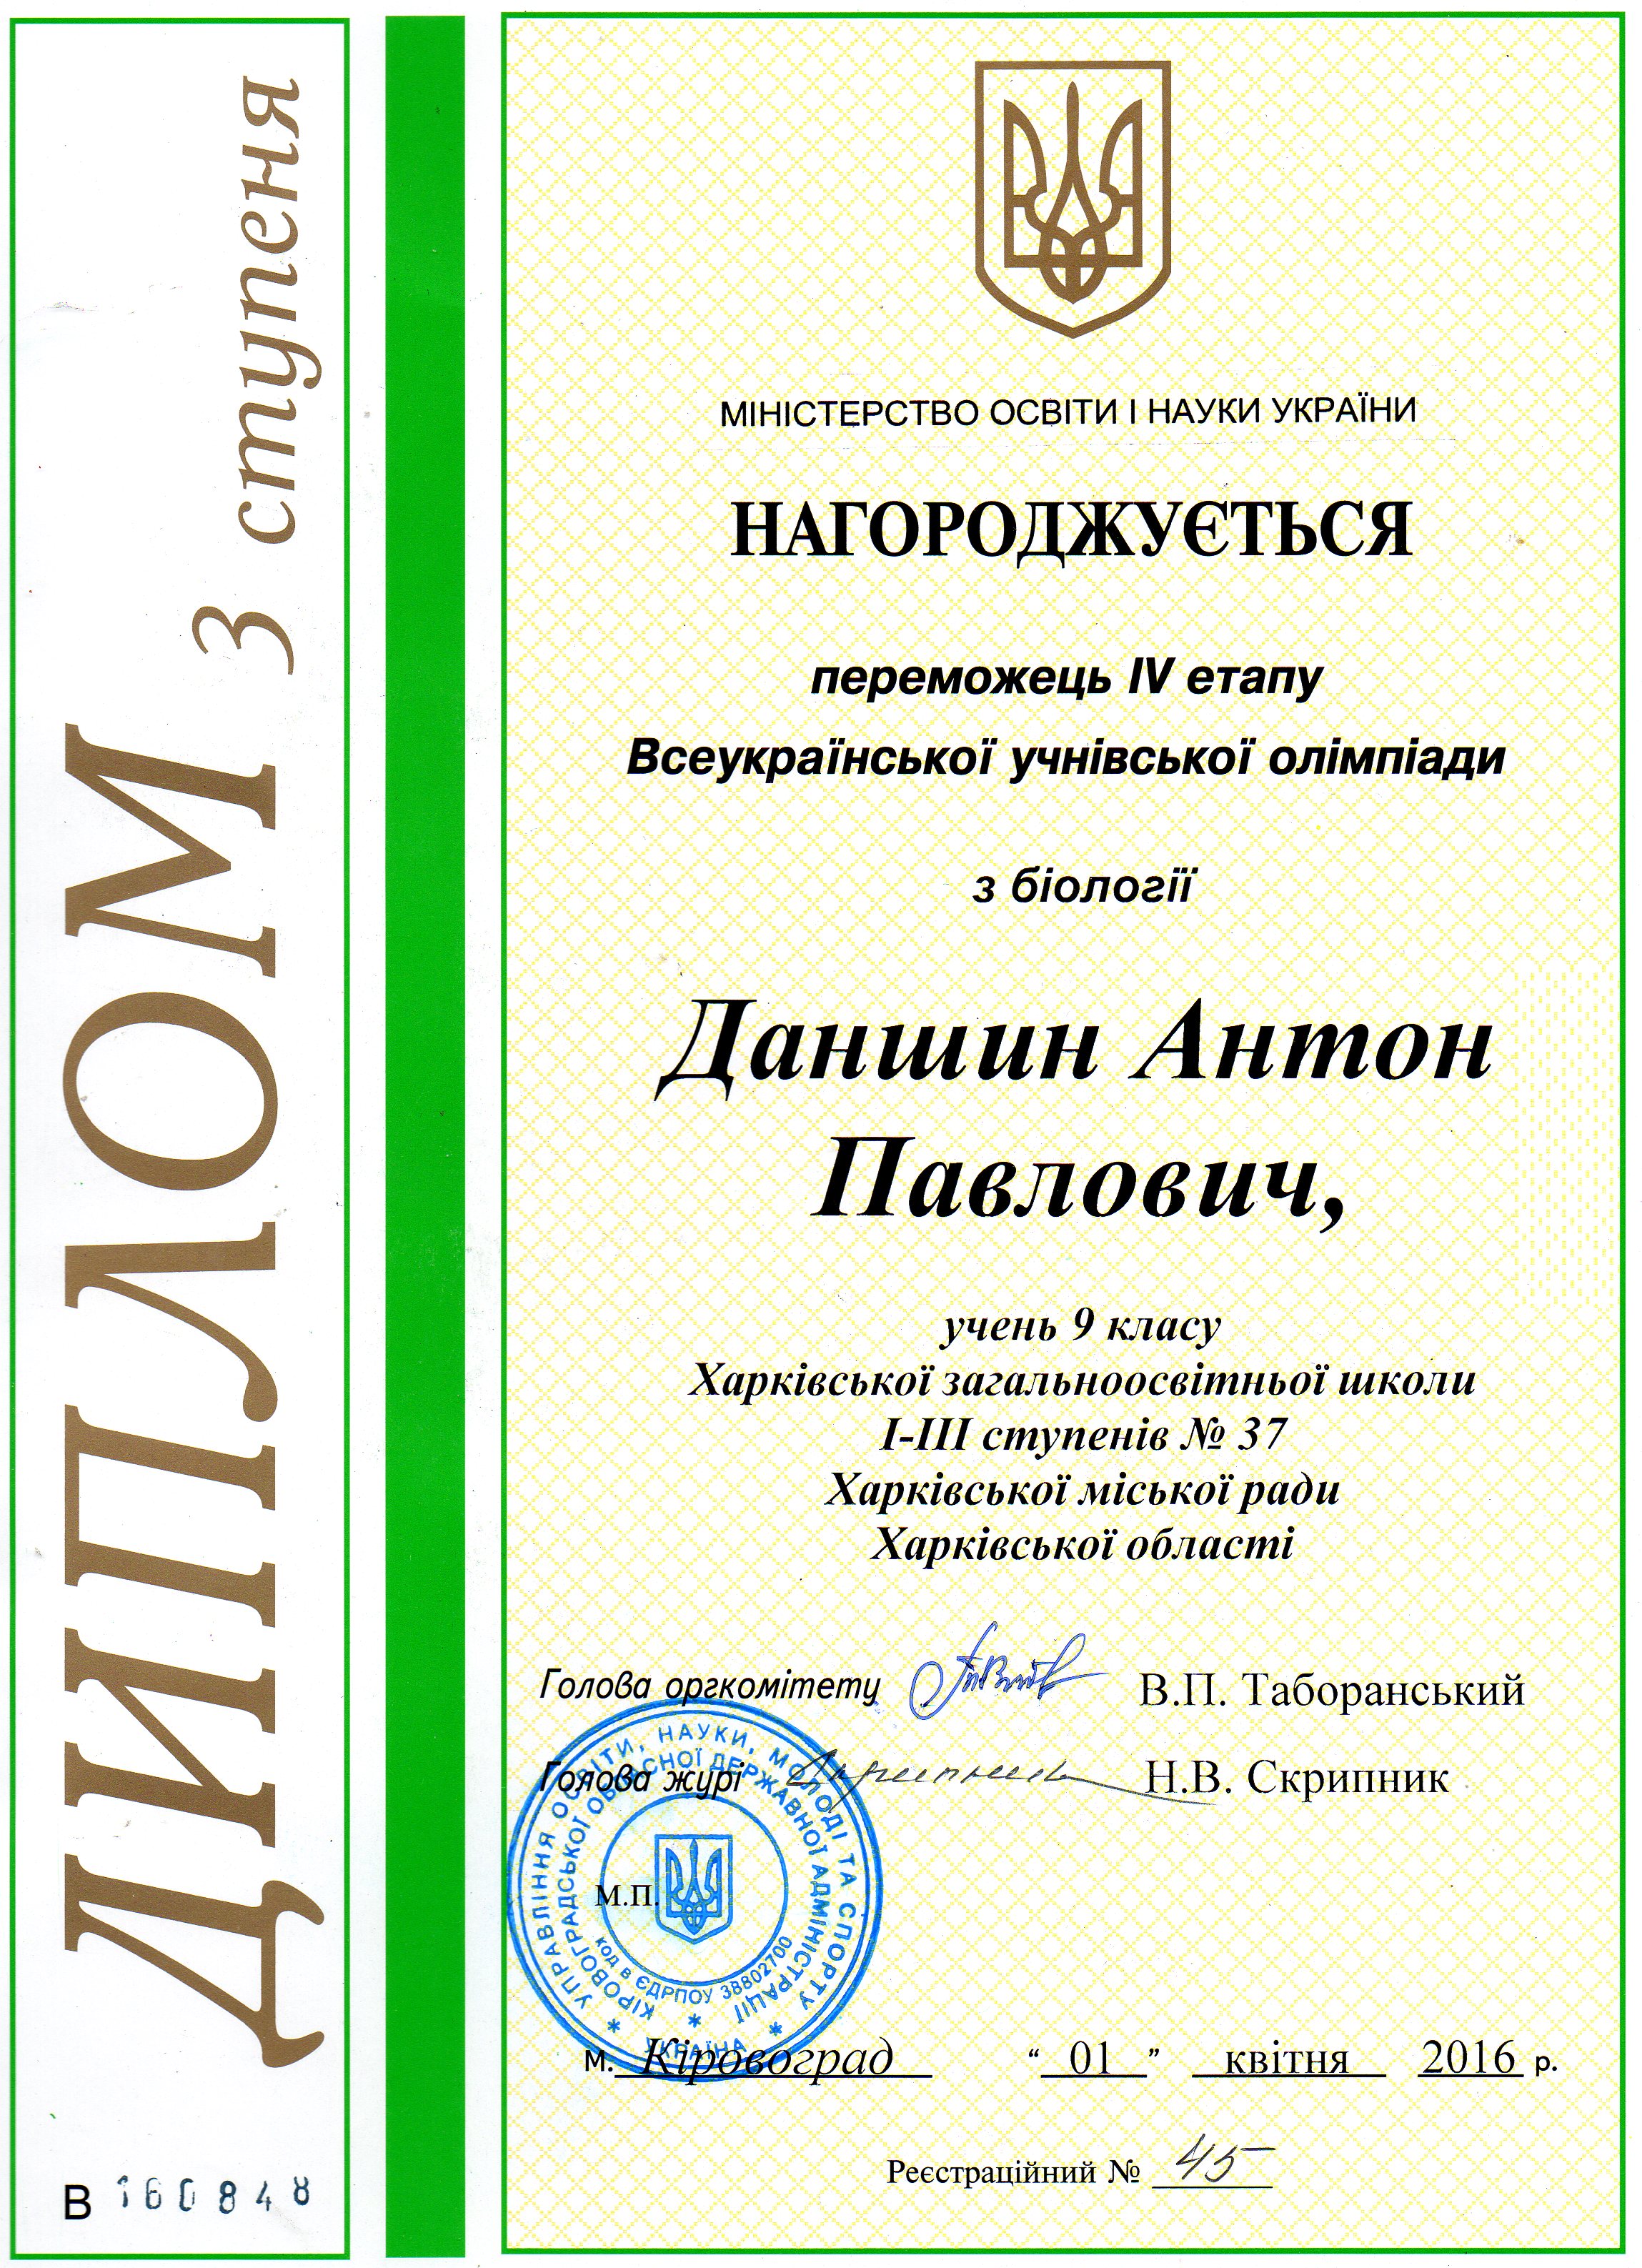 ДИПЛОМ 3 ступеня
В 160848
МІНІСТЕРСТВО ОСВІТИ І НАУКИ УКРАЇНИ
НАГОРОДЖУЄТЬСЯ
переможець IV етапу
Всеукраїнської учнівської олімпіади
з біології
Даншин Антон
Павлович,
учень 9 класу
Харківської загальноосвітньої школи
І-ІІІ ступенів № 37
Харківської міської ради
Харківської області
Голова оргкомітету В.П. Таборанський
Голова журі Н.В. Скрипник
УПРАВЛІННЯ ОСВІТИ, НАУКИ, МОЛОДІ ТА СПОРТУ
КІРОВОГРАДСЬКОЇ ОБЛАСНОЇ ДЕРЖАВНОЇ АДМІНІСТРАЦІЇ
код в ЄДРПОУ 38802700
* УКРАЇНА *
М.П.
м. Кіровоград “ 01 ” квітня 2016 р.
Реєстраційний № 45